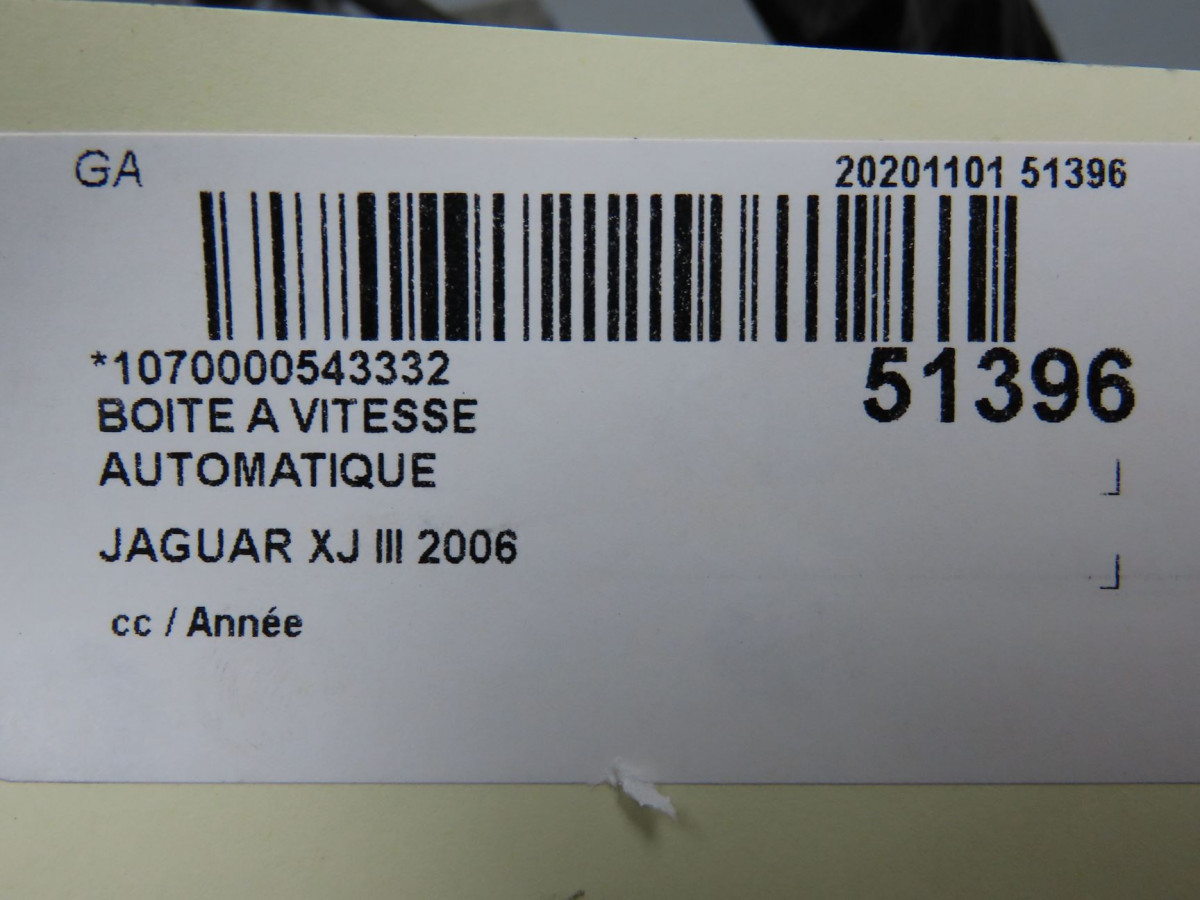 GA
20201101 51396
*1070000543332
51396
BOITE A VITESSE
AUTOMATIQUE
JAGUAR XJ III 2006
cc / Année